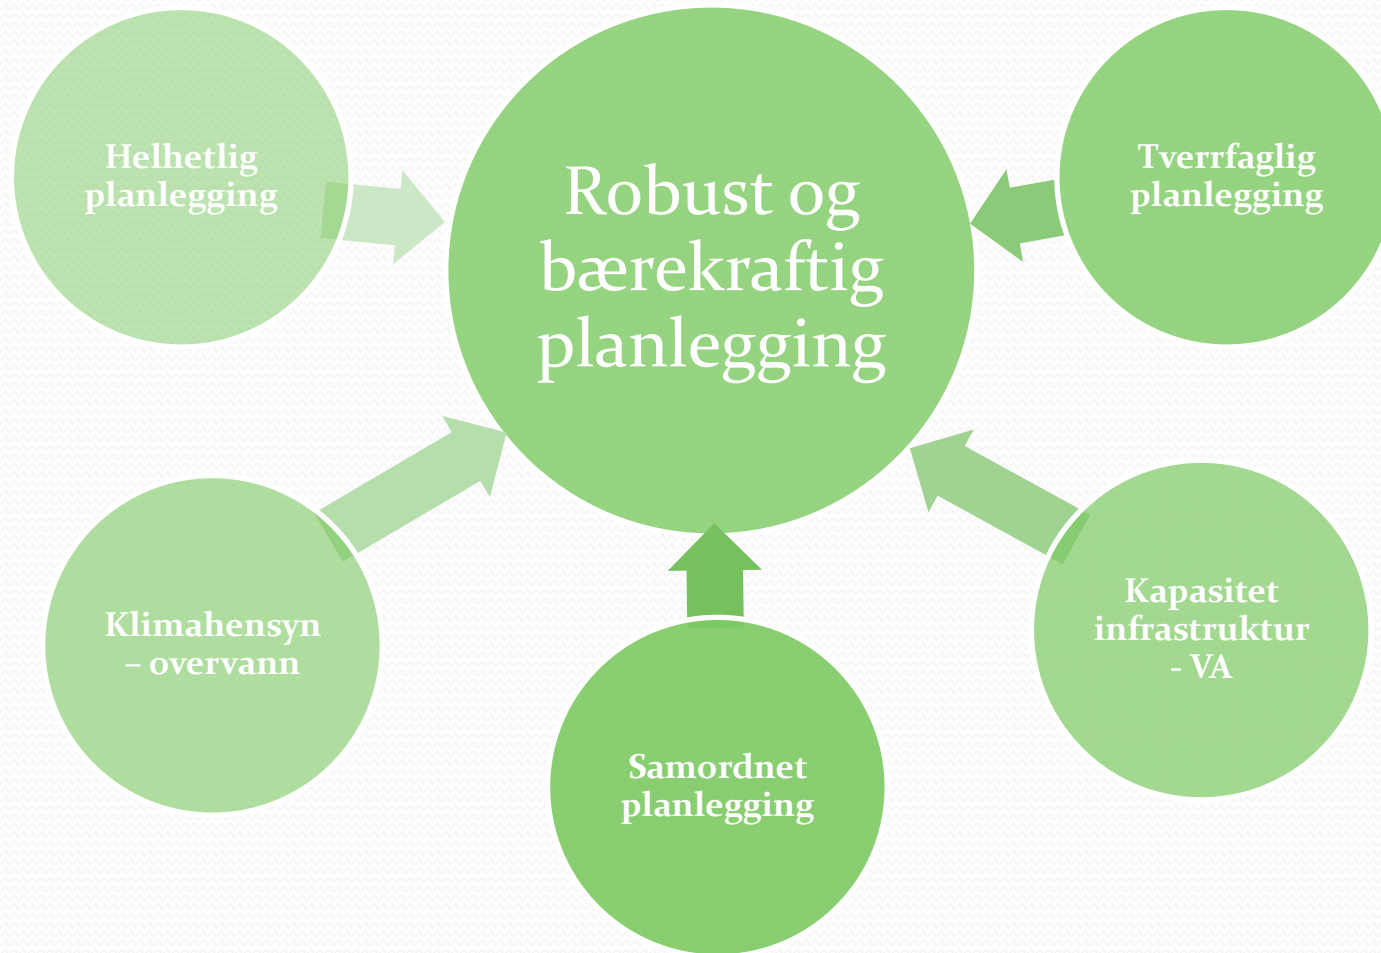 Helhetlig
planlegging
Robust og
bærekraftig
planlegging
Tverrfaglig
planlegging
Klimahensyn
– overvann
Samordnet
planlegging
Kapasitet
infrastruktur
- VA